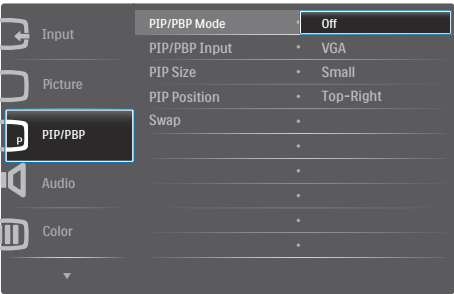 Input
Picture
PIP/PBP
P
Audio
Color
PIP/PBP Mode Off
PIP/PBP Input VGA
PIP Size Small
PIP Position Top-Right
Swap